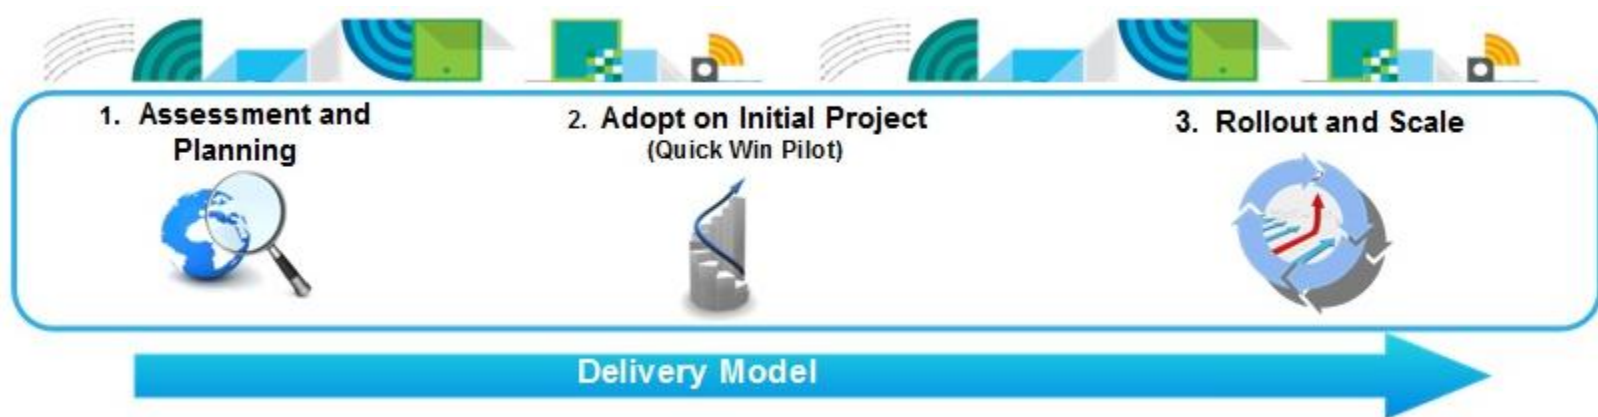 1. Assessment and
Planning
2. Adopt on Initial Project
(Quick Win Pilot)
3. Rollout and Scale
Delivery Model